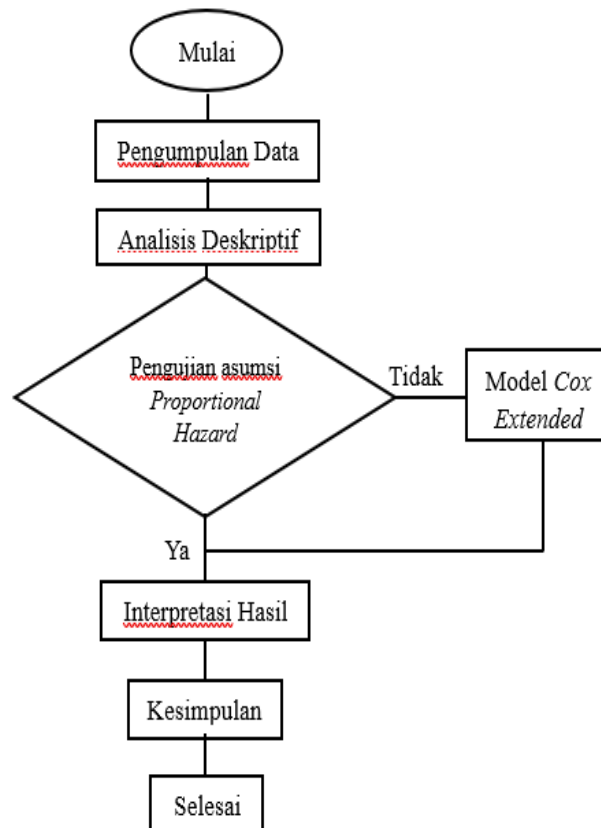 Mulai
Pengumpulan Data
Analisis Deskriptif
Pengujian asumsi
Proportional
Hazard
Tidak
Model Cox
Extended
Ya
Interpretasi Hasil
Kesimpulan
Selesai